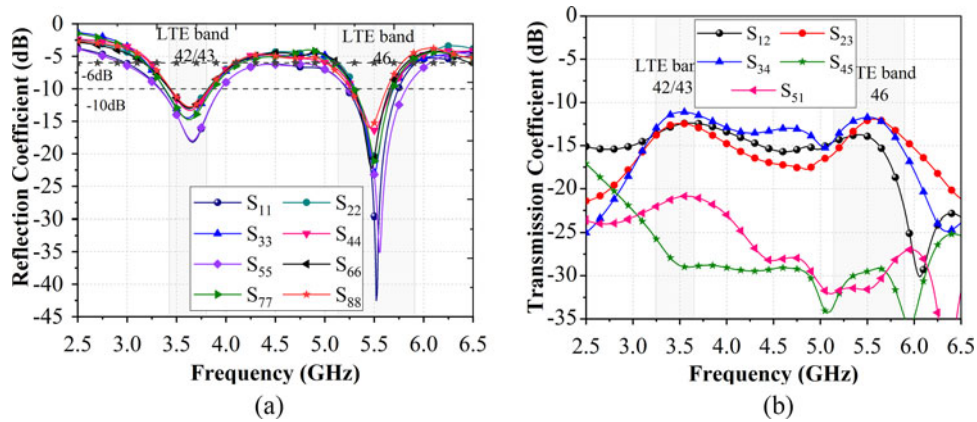 Reflection Coefficient (dB)
0
-5
-10
-15
-20
-25
-30
-35
-40
-45
LTE band
42/43
LTE band
46
-6dB
-10dB
S11 S22
S33 S44
S55 S66
S77 S88
2.5 3.0 3.5 4.0 4.5 5.0 5.5 6.0 6.5
Frequency (GHz)
(a)
Transmission Coefficient (dB)
0
-5
-10
-15
-20
-25
-30
-35
S12 S23
S34 S45
S51
LTE ban
42/43
TE band
46
2.5 3.0 3.5 4.0 4.5 5.0 5.5 6.0 6.5
Frequency (GHz)
(b)